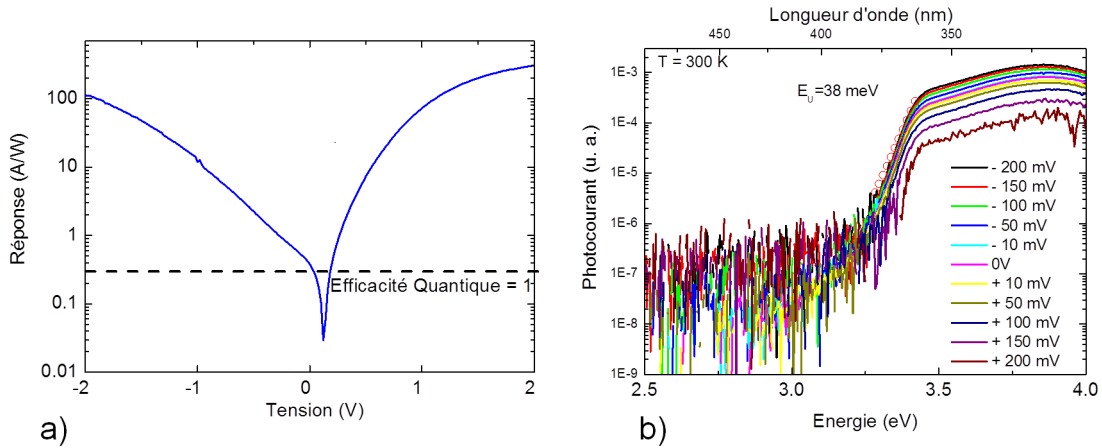 a)
Réponse (A/W)
100
10
1
0.1
0.01
-2
-1
0
1
2
Tension (V)
Efficacité Quantique = 1
b)
Longueur d'onde (nm)
450
400
350
T = 300 K
E_U=38 meV
Photocourant (u. a.)
1E-3
1E-4
1E-5
1E-6
1E-7
1E-8
1E-9
- 200 mV
- 150 mV
- 100 mV
- 50 mV
- 10 mV
0V
+ 10 mV
+ 50 mV
+ 100 mV
+ 150 mV
+ 200 mV
2.5
3.0
3.5
4.0
Energie (eV)